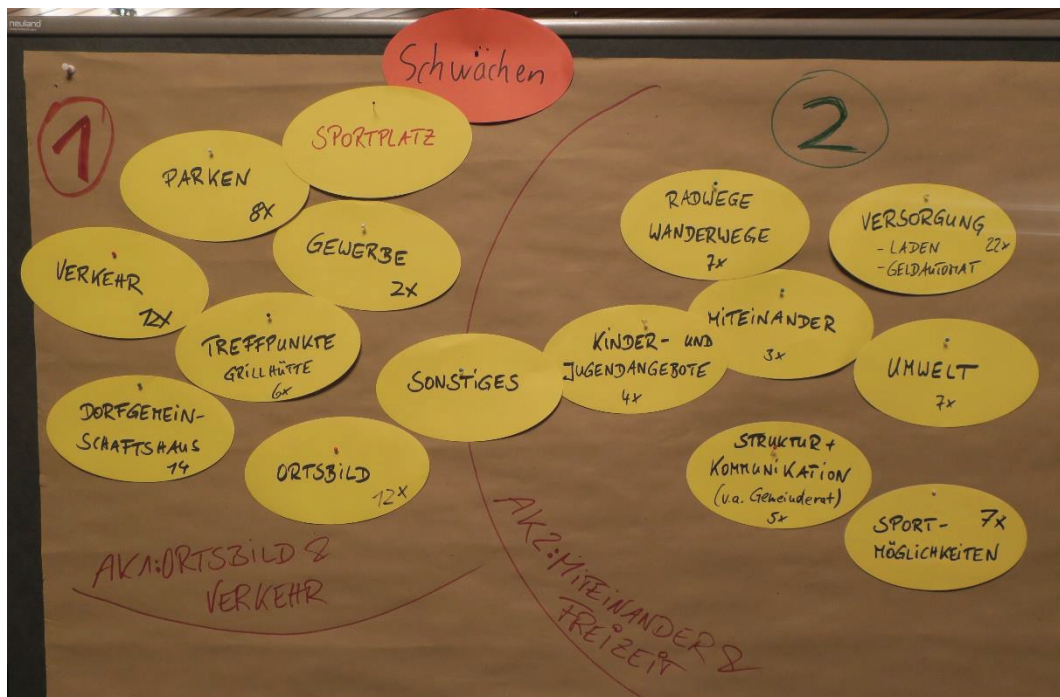 neuland
Schwächen
1
SPORTPLATZ
PARKEN
8x
GEWERBE
2x
VERKEHR
12x
TREFFPUNKTE
GRILLHÜTTE
6x
DORFGEMEIN-
SCHAFTSHAUS
14
ORTSBILD
12x
SONSTIGES
AK1:ORTSBILD &
VERKEHR
2
RADWEGE
WANDERWEGE
7x
VERSORGUNG
- LADEN 22x
- GELDAUTOMAT
MITEINANDER
3x
KINDER- UND
JUGENDANGEBOTE
4x
UMWELT
7x
STRUKTUR +
KOMMUNIKATION
(v.a. Gemeinderat)
5x
SPORT- 7x
MÖGLICHKEITEN
AK2:MITEINANDER &
FREIZEIT